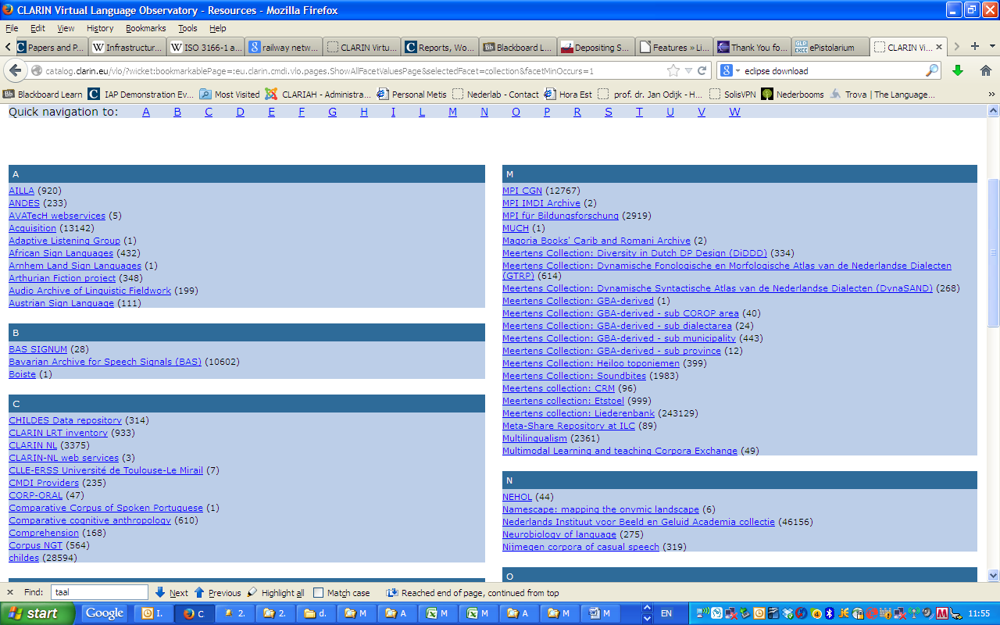 CLARIN Virtual Language Observatory - Resources - Mozilla Firefox
File Edit View History Bookmarks Tools Help
Papers and P... Infrastructur... ISO 3166-1 a... railway netw... CLARIN Virtu... Reports, Wo... Blackboard L... Depositing S... Features » Li... Thank You fo... ePistolarium CLARIN Vi...
catalog.clarin.eu/vlo/?wicket:bookmarkablePage=:eu.clarin.cmdi.vlo.pages.ShowAllFacetValuesPage&selectedFacet=collection&facetMinOccurs=1 eclipse download
Blackboard Learn IAP Demonstration Ev... Most Visited CLARIAH - Administra... Personal Metis Nederlab - Contact Hora Est prof. dr. Jan Odijk - H... SolisVPN Nederbooms Trova | The Language... »
Quick navigation to: A B C D E F G H I L M N O P R S T U V W
A
AILLA (920)
ANDES (233)
AVATecH webservices (5)
Acquisition (13142)
Adaptive Listening Group (1)
African Sign Languages (432)
Arnhem Land Sign Languages (1)
Arthurian Fiction project (348)
Audio Archive of Linguistic Fieldwork (199)
Austrian Sign Language (111)
B
BAS SIGNUM (28)
Bavarian Archive for Speech Signals (BAS) (10602)
Boiste (1)
C
CHILDES Data repository (314)
CLARIN LRT inventory (933)
CLARIN NL (3375)
CLARIN-NL web services (3)
CLLE-ERSS Université de Toulouse-Le Mirail (7)
CMDI Providers (235)
CORP-ORAL (47)
Comparative Corpus of Spoken Portuguese (1)
Comparative cognitive anthropology (610)
Comprehension (168)
Corpus NGT (564)
childes (28594)
M
MPI CGN (12767)
MPI IMDI Archive (2)
MPI für Bildungsforschung (2919)
MUCH (1)
Magoria Books' Carib and Romani Archive (2)
Meertens Collection: Diversity in Dutch DP Design (DiDDD) (334)
Meertens Collection: Dynamische Fonologische en Morfologische Atlas van de Nederlandse Dialecten
(GTRP) (614)
Meertens Collection: Dynamische Syntactische Atlas van de Nederlandse Dialecten (DynaSAND) (268)
Meertens Collection: GBA-derived (1)
Meertens Collection: GBA-derived - sub COROP area (40)
Meertens Collection: GBA-derived - sub dialectarea (24)
Meertens Collection: GBA-derived - sub municipality (443)
Meertens Collection: GBA-derived - sub province (12)
Meertens Collection: Heiloo toponiemen (399)
Meertens Collection: Soundbites (1983)
Meertens collection: CRM (96)
Meertens collection: Etstoel (999)
Meertens collection: Liederenbank (243129)
Meta-Share Repository at ILC (89)
Multilingualism (2361)
Multimodal Learning and teaching Corpora Exchange (49)
N
NEHOL (44)
Namescape: mapping the onymic landscape (6)
Nederlands Instituut voor Beeld en Geluid Academia collectie (46156)
Neurobiology of language (275)
Nijmegen corpora of casual speech (319)
O
Find: taal Next Previous Highlight all Match case Reached end of page, continued from top
start Google I. C 2. 2. d. M A M M A M M EN 11:55